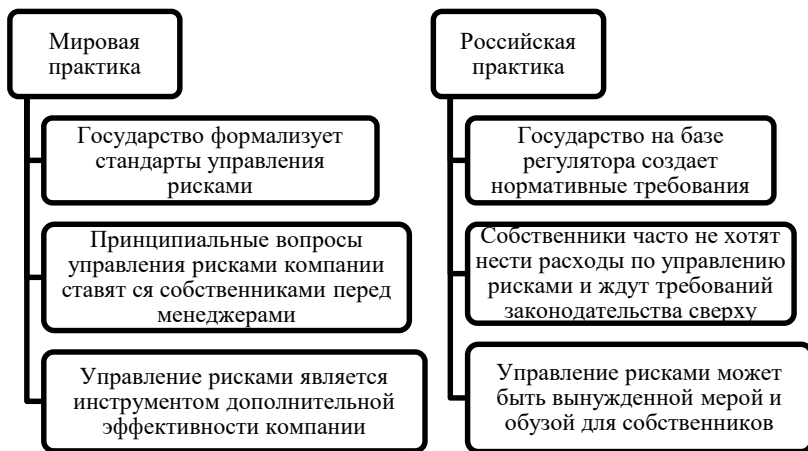 Мировая
практика
Государство формализует
стандарты управления
рисками
Принципиальные вопросы
управления рисками компании
ставят ся собственниками перед
менеджерами
Управление рисками является
инструментом дополнительной
эффективности компании
Российская
практика
Государство на базе
регулятора создает
нормативные требования
Собственники часто не хотят
нести расходы по управлению
рисками и ждут требований
законодательства сверху
Управление рисками может
быть вынужденной мерой и
обузой для собственников